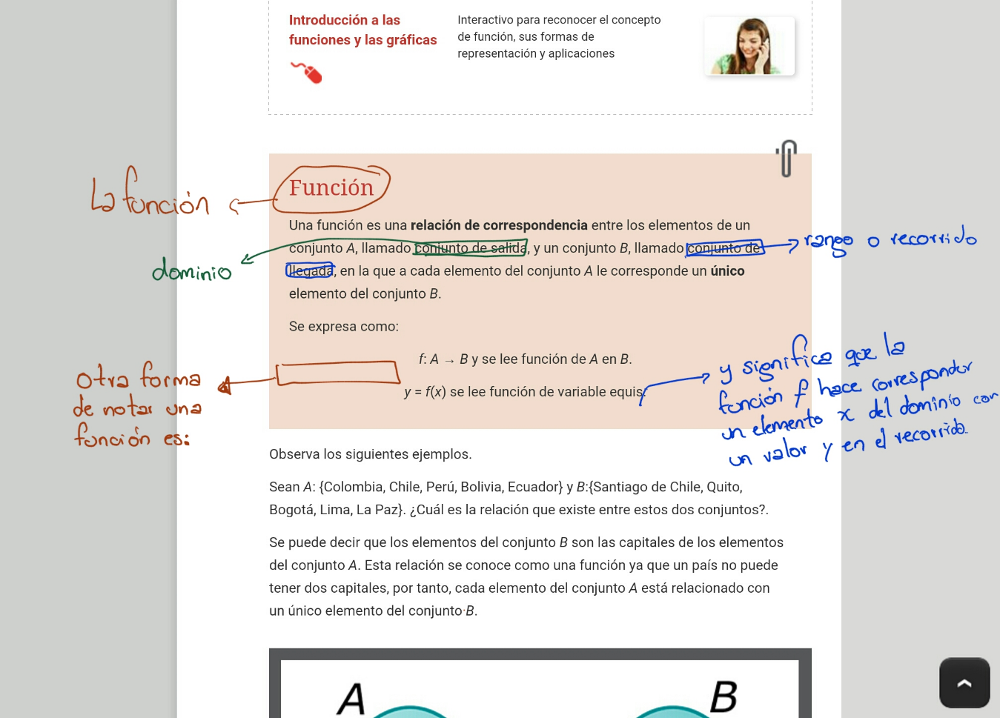 Introducción a las
funciones y las gráficas
Interactivo para reconocer el concepto
de función, sus formas de
representación y aplicaciones
Función
La función
Una función es una relación de correspondencia entre los elementos de un
conjunto A, llamado conjunto de salida, y un conjunto B, llamado conjunto de
llegada, en la que a cada elemento del conjunto A le corresponde un único
elemento del conjunto B.
rango o recorrido
dominio
Se expresa como:
f: A → B y se lee función de A en B.
y = f(x) se lee función de variable equis.
otra forma
de notar una
función es:
y significa que la
función f hace corresponder
un elemento x del dominio con
un valor y en el recorrido.
Observa los siguientes ejemplos.
Sean A: {Colombia, Chile, Perú, Bolivia, Ecuador} y B:{Santiago de Chile, Quito,
Bogotá, Lima, La Paz}. ¿Cuál es la relación que existe entre estos dos conjuntos?.
Se puede decir que los elementos del conjunto B son las capitales de los elementos
del conjunto A. Esta relación se conoce como una función ya que un país no puede
tener dos capitales, por tanto, cada elemento del conjunto A está relacionado con
un único elemento del conjunto·B.
A
B